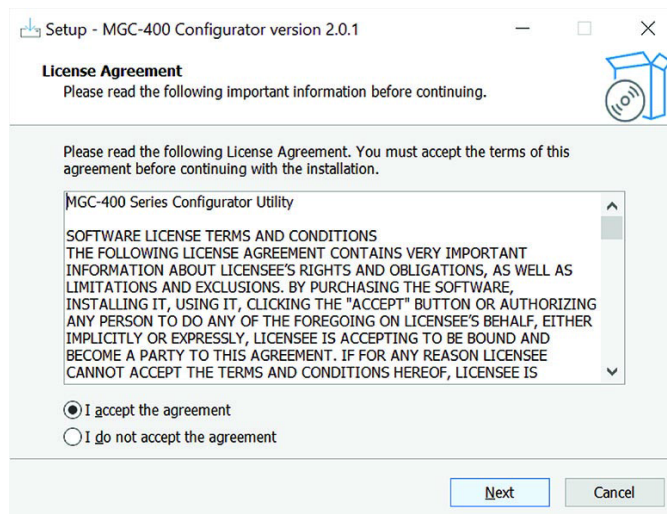 Setup - MGC-400 Configurator version 2.0.1
License Agreement
Please read the following important information before continuing.
Please read the following License Agreement. You must accept the terms of this
agreement before continuing with the installation.
MGC-400 Series Configurator Utility
SOFTWARE LICENSE TERMS AND CONDITIONS
THE FOLLOWING LICENSE AGREEMENT CONTAINS VERY IMPORTANT
INFORMATION ABOUT LICENSEE'S RIGHTS AND OBLIGATIONS, AS WELL AS
LIMITATIONS AND EXCLUSIONS. BY PURCHASING THE SOFTWARE,
INSTALLING IT, USING IT, CLICKING THE "ACCEPT" BUTTON OR AUTHORIZING
ANY PERSON TO DO ANY OF THE FOREGOING ON LICENSEE'S BEHALF, EITHER
IMPLICITLY OR EXPRESSLY, LICENSEE IS ACCEPTING TO BE BOUND AND
BECOME A PARTY TO THIS AGREEMENT. IF FOR ANY REASON LICENSEE
CANNOT ACCEPT THE TERMS AND CONDITIONS HEREOF, LICENSEE IS
I accept the agreement
I do not accept the agreement
Next
Cancel